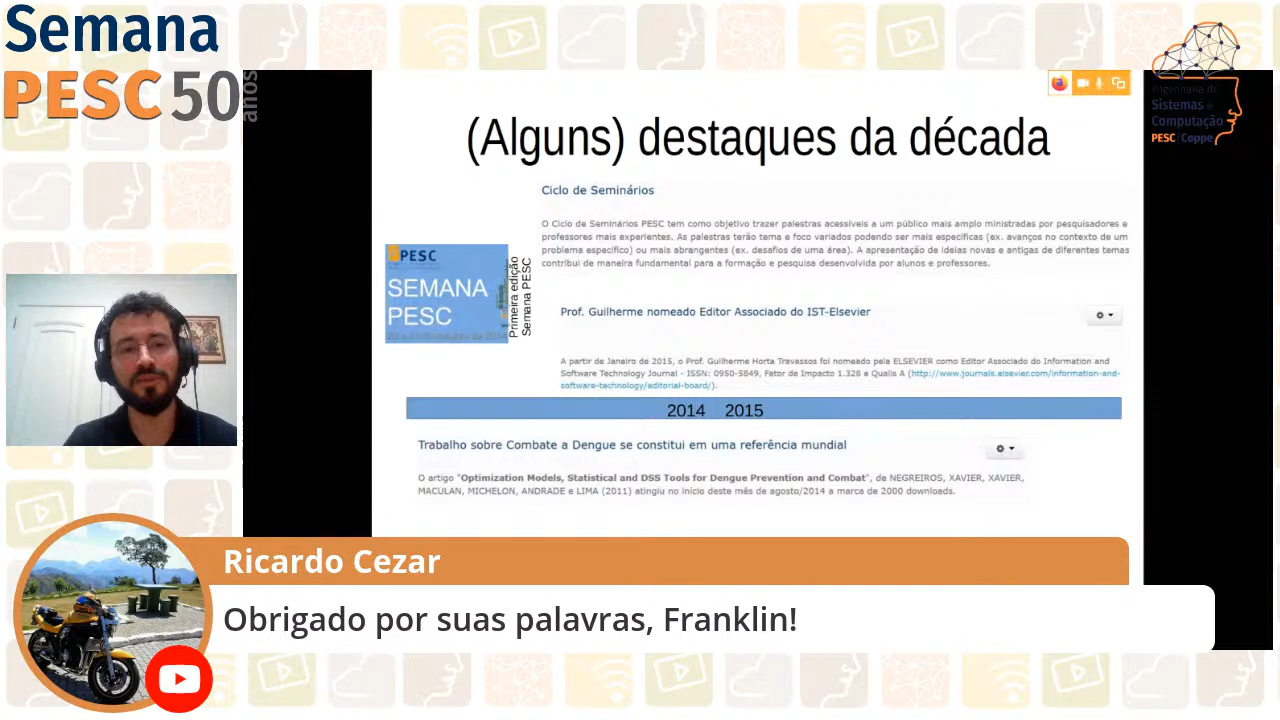 Semana
PESC 50
anos
Engenharia de
Sistemas e
Computação
PESC/Coppe
(Alguns) destaques da década
Ciclo de Seminários
O Ciclo de Seminários PESC tem como objetivo trazer palestras acessíveis a um público mais amplo ministradas por pesquisadores e
professores mais experientes. As palestras terão tema e foco variados podendo ser mais específicas (ex. avanços no contexto de um
problema específico) ou mais abrangentes (ex. desafios de uma área). A apresentação de ideias novas e antigas de diferentes temas
contribui de maneira fundamental para a formação e pesquisa desenvolvida por alunos e professores.
PESC
SEMANA
PESC
Primeira edição
Semana PESC
Prof. Guilherme nomeado Editor Associado do IST-Elsevier
A partir de Janeiro de 2015, o Prof. Guilherme Horta Travassos foi nomeado pela ELSEVIER como Editor Associado do Information and
Software Technology Journal - ISSN: 0950-5849, Fator de Impacto 1.328 e Qualis A (http://www.journals.elsevier.com/information-and-
software-technology/editorial-board/).
2014 2015
Trabalho sobre Combate a Dengue se constitui em uma referência mundial
O artigo "Optimization Models, Statistical and DSS Tools for Dengue Prevention and Combat", de NEGREIROS, XAVIER, XAVIER,
MACULAN, MICHELON, ANDRADE e LIMA (2011) atingiu no início deste mês de agosto/2014 a marca de 2000 downloads.
Ricardo Cezar
Obrigado por suas palavras, Franklin!